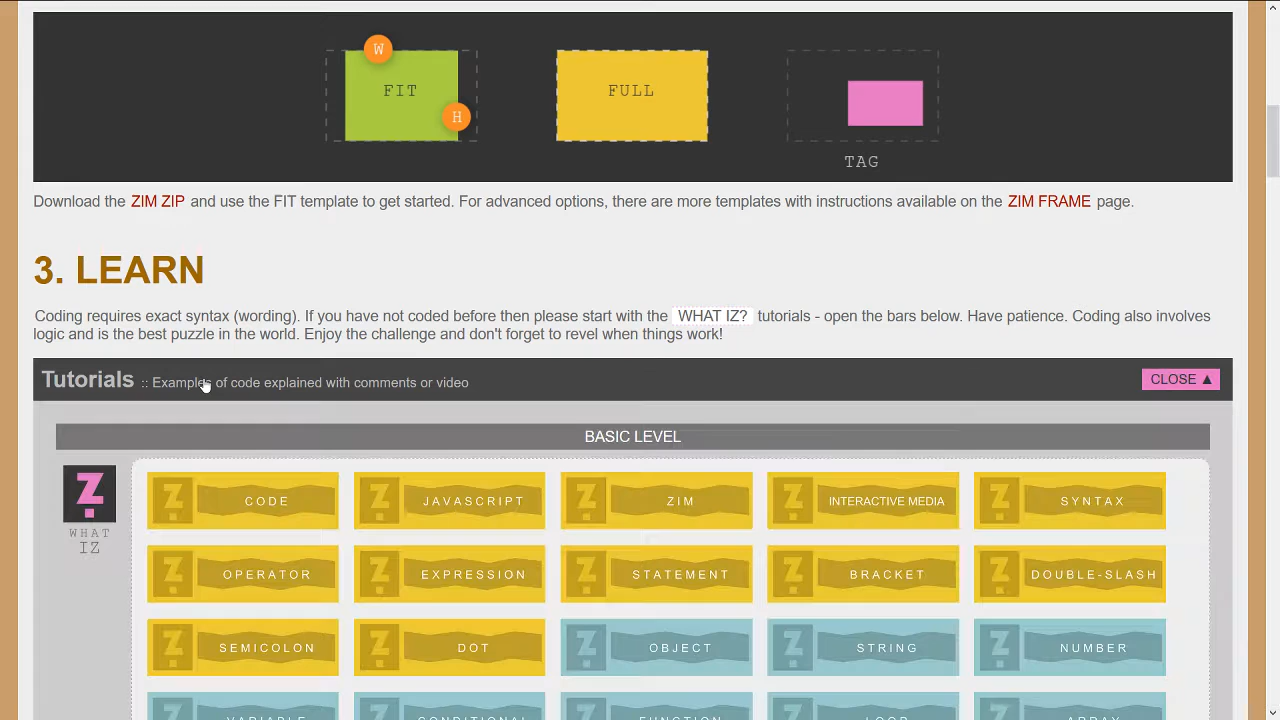 W
FIT
H
FULL
TAG
Download the ZIM ZIP and use the FIT template to get started. For advanced options, there are more templates with instructions available on the ZIM FRAME page.
3. LEARN
Coding requires exact syntax (wording). If you have not coded before then please start with the WHAT IZ? tutorials - open the bars below. Have patience. Coding also involves
logic and is the best puzzle in the world. Enjoy the challenge and don't forget to revel when things work!
Tutorials :: Examples of code explained with comments or video CLOSE ▲
BASIC LEVEL
Z
WHAT
IZ
CODE JAVASCRIPT ZIM INTERACTIVE MEDIA SYNTAX
OPERATOR EXPRESSION STATEMENT BRACKET DOUBLE-SLASH
SEMICOLON DOT OBJECT STRING NUMBER
VARIABLE CONDITIONAL FUNCTION LOOP ARRAY